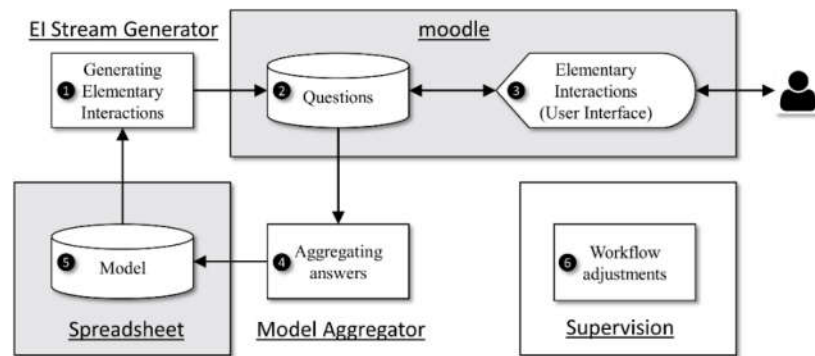 EI Stream Generator
moodle
1
Generating
Elementary
Interactions
2
Questions
3
Elementary
Interactions
(User Interface)
5
Model
4
Aggregating
answers
6
Workflow
adjustments
Spreadsheet
Model Aggregator
Supervision